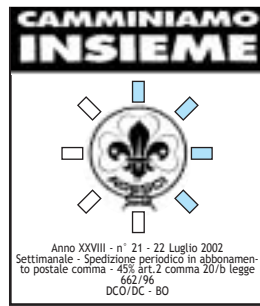 CAMMINIAMO
INSIEME
AGESCI
Anno XXVIII - n° 21 - 22 Luglio 2002
Settimanale - Spedizione periodico in abbonamen-
to postale comma - 45% art.2 comma 20/b legge
662/96
DCO/DC - BO